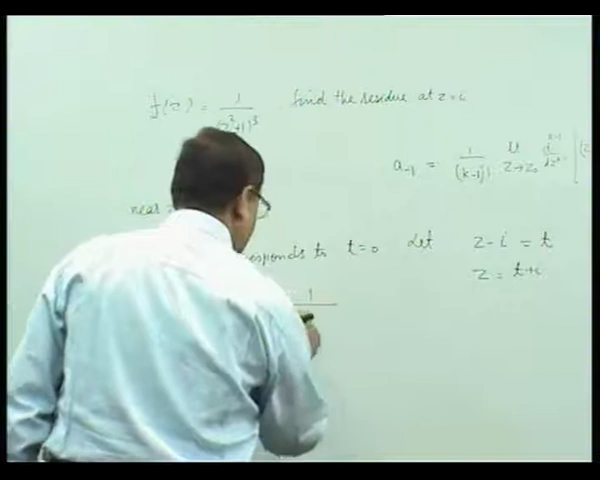 f(z) = 1/(z²+1)³ find the residue at z=i
a₋₁ = 1/(k-1)! lt z→z₀ d^(k-1)/dz^(k-1) [(z
near
responds to t=0 Let z-i = t
z = t+i
1